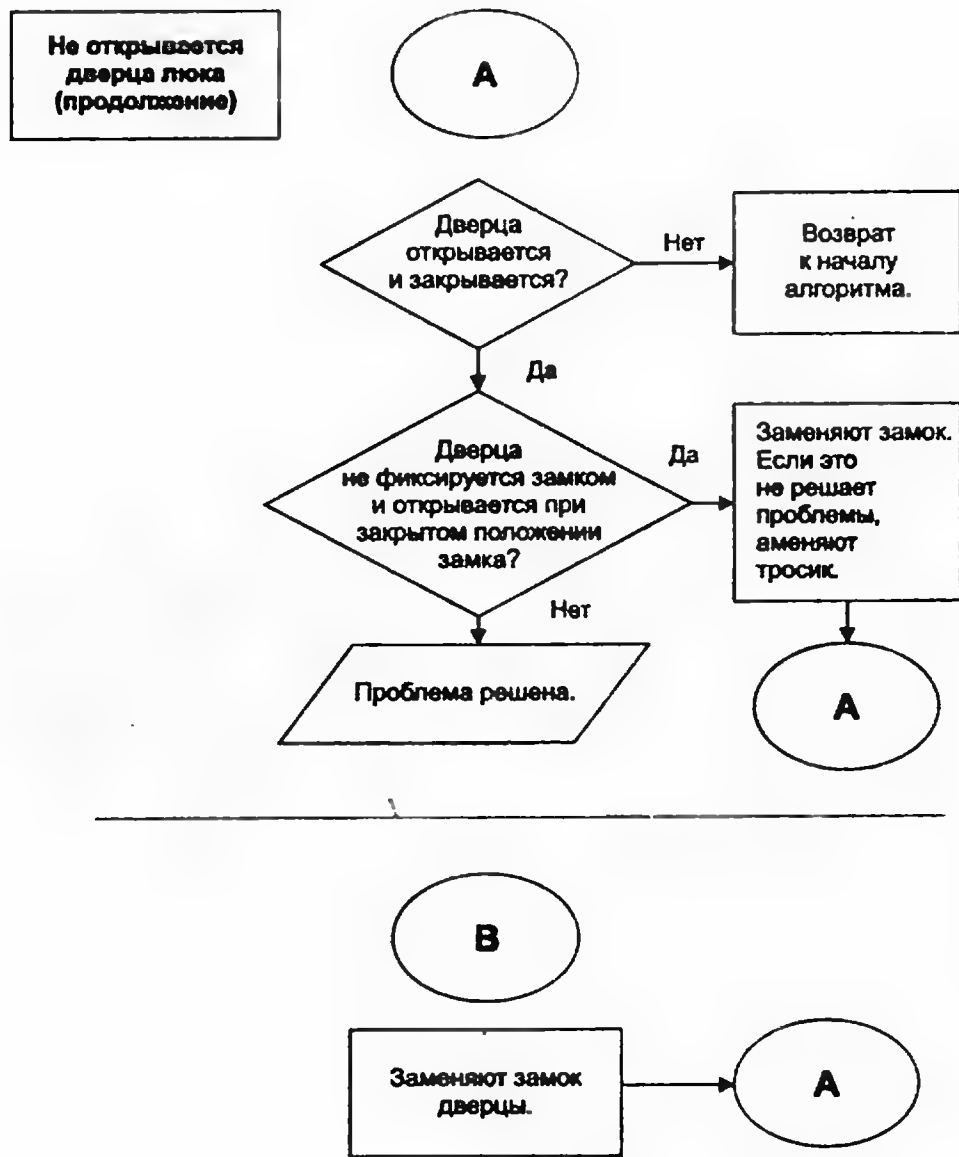 Не открывается
дверца люка
(продолжение)
А
Дверца
открывается
и закрывается?
Нет
Возврат
к началу
алгоритма.
Да
Дверца
не фиксируется замком
и открывается при
закрытом положении
замка?
Да
Заменяют замок.
Если это
не решает
проблемы,
аменяют
тросик.
Нет
Проблема решена.
А
В
Заменяют замок
дверцы.
А